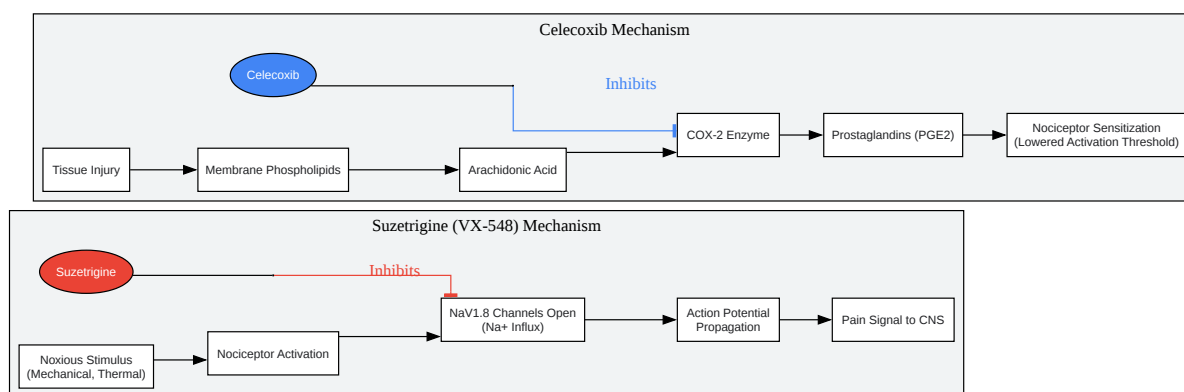 Celecoxib Mechanism
Celecoxib
Inhibits
COX-2 Enzyme
Prostaglandins (PGE2)
Nociceptor Sensitization
(Lowered Activation Threshold)
Tissue Injury
Membrane Phospholipids
Arachidonic Acid
Suzetrigine (VX-548) Mechanism
Suzetrigine
Inhibits
NaV1.8 Channels Open
(Na+ Influx)
Action Potential
Propagation
Pain Signal to CNS
Nociceptor Activation
Noxious Stimulus
(Mechanical, Thermal)